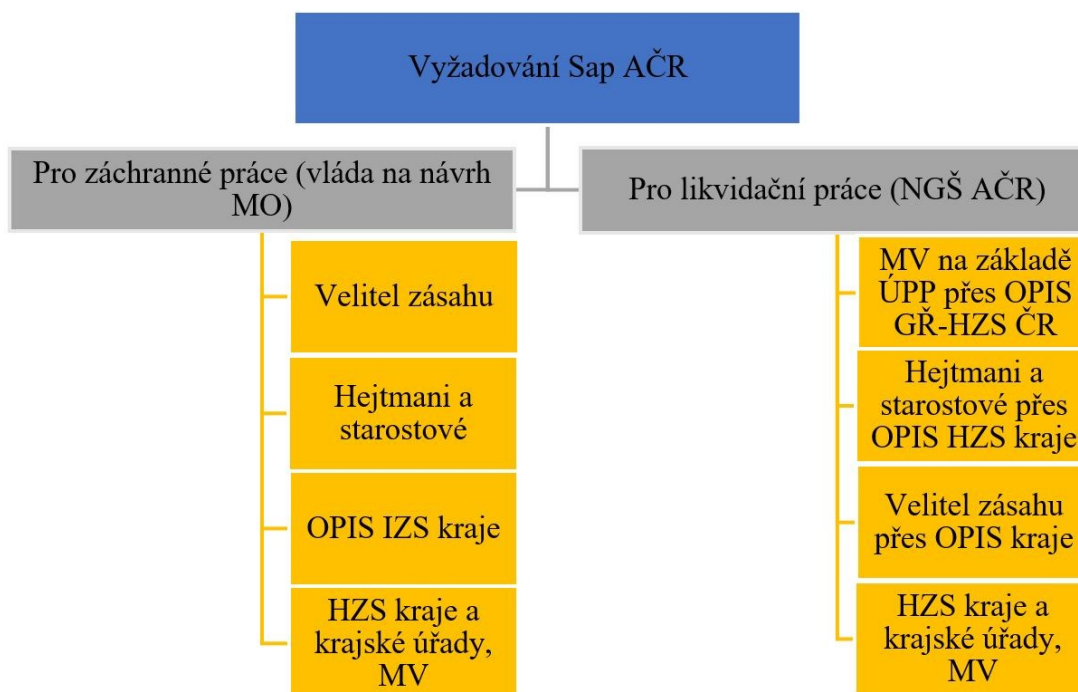 Vyžadování Sap AČR
Pro záchranné práce (vláda na návrh
MO)
Velitel zásahu
Hejtmani a
starostové
OPIS IZS kraje
HZS kraje a
krajské úřady,
MV
Pro likvidační práce (NGŠ AČR)
MV na základě
ÚPP přes OPIS
GŘ-HZS ČR
Hejtmani a
starostové přes
OPIS HZS kraje
Velitel zásahu
přes OPIS kraje
HZS kraje a
krajské úřady,
MV